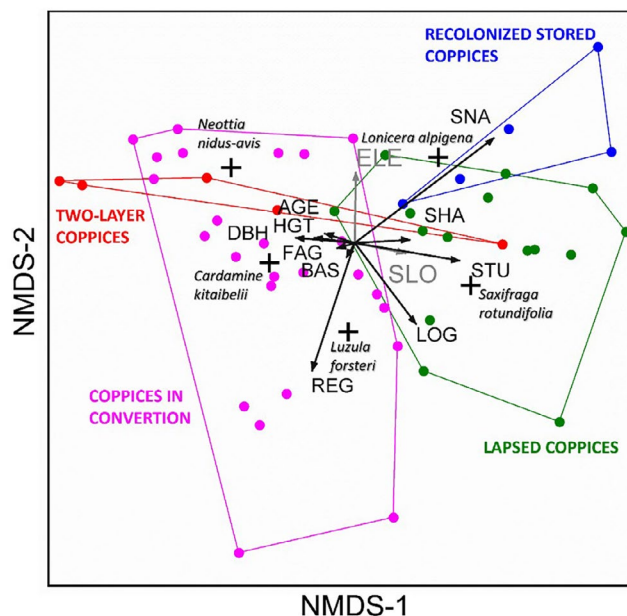 RECOLONIZED STORED
COPPICES
SNA
Neottia
nidus-avis
Lonicera alpigena
ELE
TWO-LAYER
COPPICES
AGE
HGT
SHA
DBH
FAG
BAS
SLO
STU
Cardamine
kitaibelii
Saxifraga
rotundifolia
LOG
Luzula
forsteri
REG
COPPICES IN
CONVERTION
LAPSED COPPICES
NMDS-2
NMDS-1